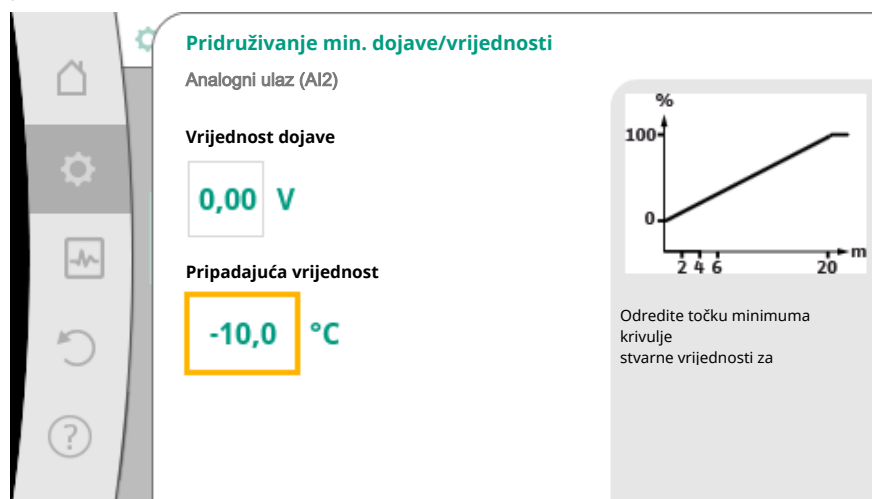 Pridruživanje min. dojave/vrijednosti
Analogni ulaz (AI2)
Vrijednost dojave
0,00 V
Pripadajuća vrijednost
-10,0 °C
%
100
0
2 4 6 20
m
Odredite točku minimuma
krivulje
stvarne vrijednosti za
?